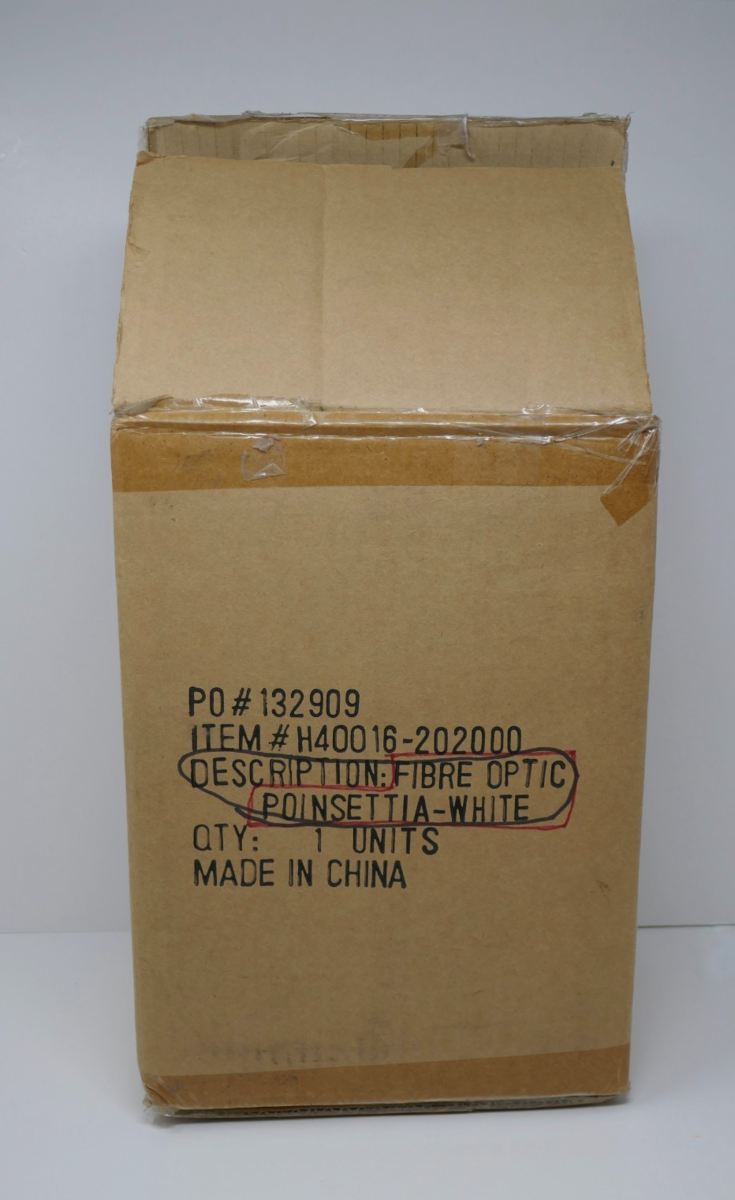 PO#132909
ITEM#H40016-202000
DESCRIPTION:FIBRE OPTIC
POINSETTIA-WHITE
QTY: 1 UNITS
MADE IN CHINA